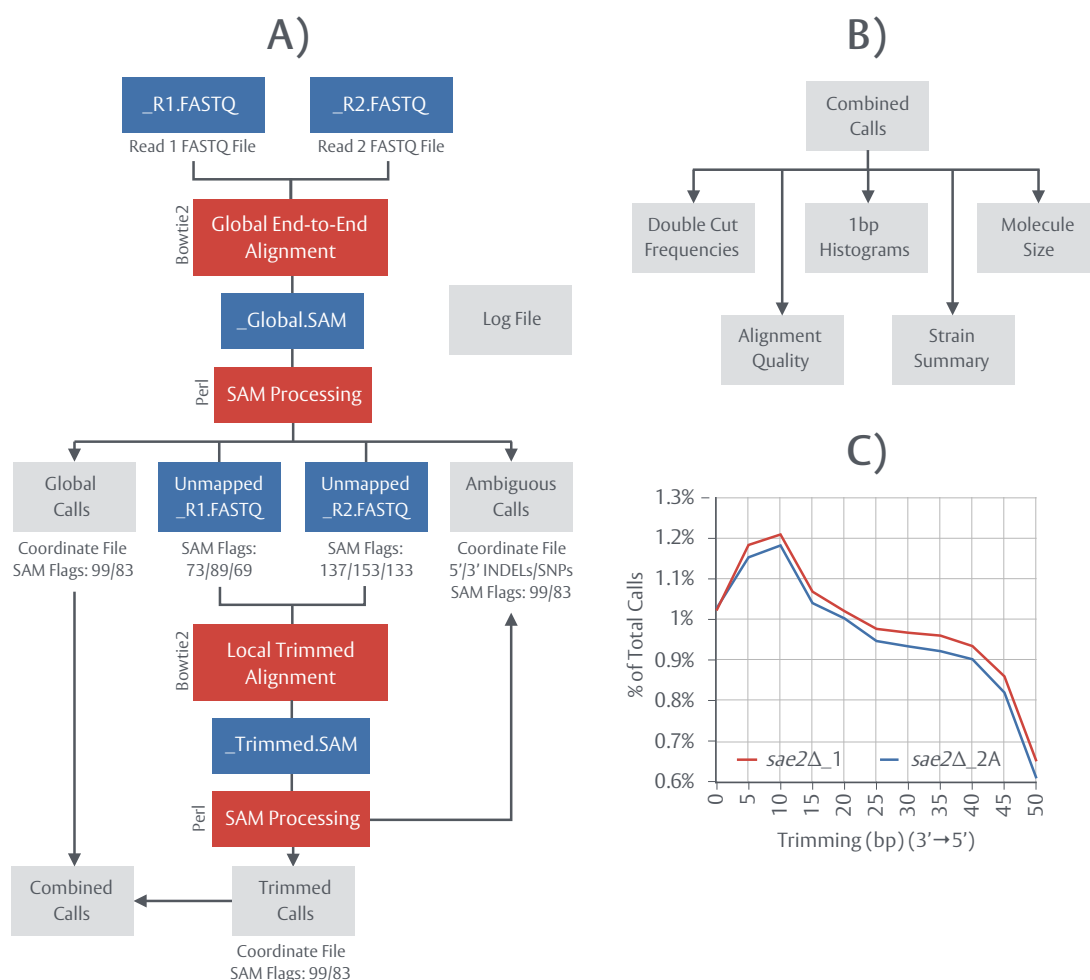 A)
_R1.FASTQ
_R2.FASTQ
Read 1 FASTQ File
Read 2 FASTQ File
Bowtie2
Global End-to-End
Alignment
_Global.SAM
Log File
Perl
SAM Processing
Global
Calls
Unmapped
_R1.FASTQ
Unmapped
_R2.FASTQ
Ambiguous
Calls
Coordinate File
SAM Flags: 99/83
SAM Flags:
73/89/69
SAM Flags:
137/153/133
Coordinate File
5’/3’ INDELs/SNPs
SAM Flags: 99/83
Bowtie2
Local Trimmed
Alignment
_Trimmed.SAM
Perl
SAM Processing
Combined
Calls
Trimmed
Calls
Coordinate File
SAM Flags: 99/83
B)
Combined
Calls
Double Cut
Frequencies
1bp
Histograms
Molecule
Size
Alignment
Quality
Strain
Summary
C)
% of Total Calls
1.3%
1.2%
1.1%
1%
0.9%
0.8%
0.7%
0.6%
sae2Δ_1
sae2Δ_2A
0
5
10
15
20
25
30
35
40
45
50
Trimming (bp) (3’→5’)